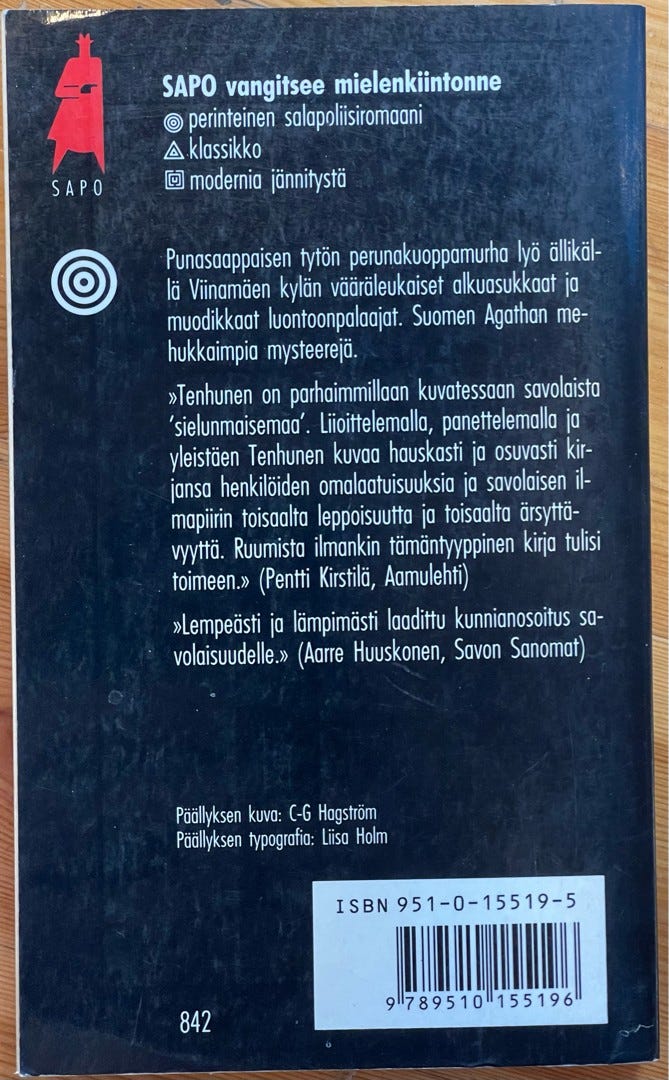 SAPO vangitsee mielenkiintonne
perinteinen salapoliisiromaani
klassikko
modernia jännitystä
SAPO
Punasaappaisen tytön perunakuoppamurha lyö ällikäl-
lä Viinamäen kylän vääräleukaiset alkuasukkaat ja
muodikkaat luontoonpalaajat. Suomen Agathan me-
hukkaimpia mysteerejä.
»Tenhunen on parhaimmillaan kuvatessaan savolaista
'sielunmaisemaa'. Liioittelemalla, panettelemalla ja
yleistäen Tenhunen kuvaa hauskasti ja osuvasti kir-
jansa henkilöiden omalaatuisuuksia ja savolaisen il-
mapiirin toisaalta leppoisuutta ja toisaalta ärsyttä-
vyyttä. Ruumista ilmankin tämäntyyppinen kirja tulisi
toimeen.» (Pentti Kirstilä, Aamulehti)
»Lempeästi ja lämpimästi laadittu kunnianosoitus sa-
volaisuudelle.» (Aarre Huuskonen, Savon Sanomat)
Päällyksen kuva: C-G Hagström
Päällyksen typografia: Liisa Holm
ISBN 951-0-15519-5
9 789510 155196
842